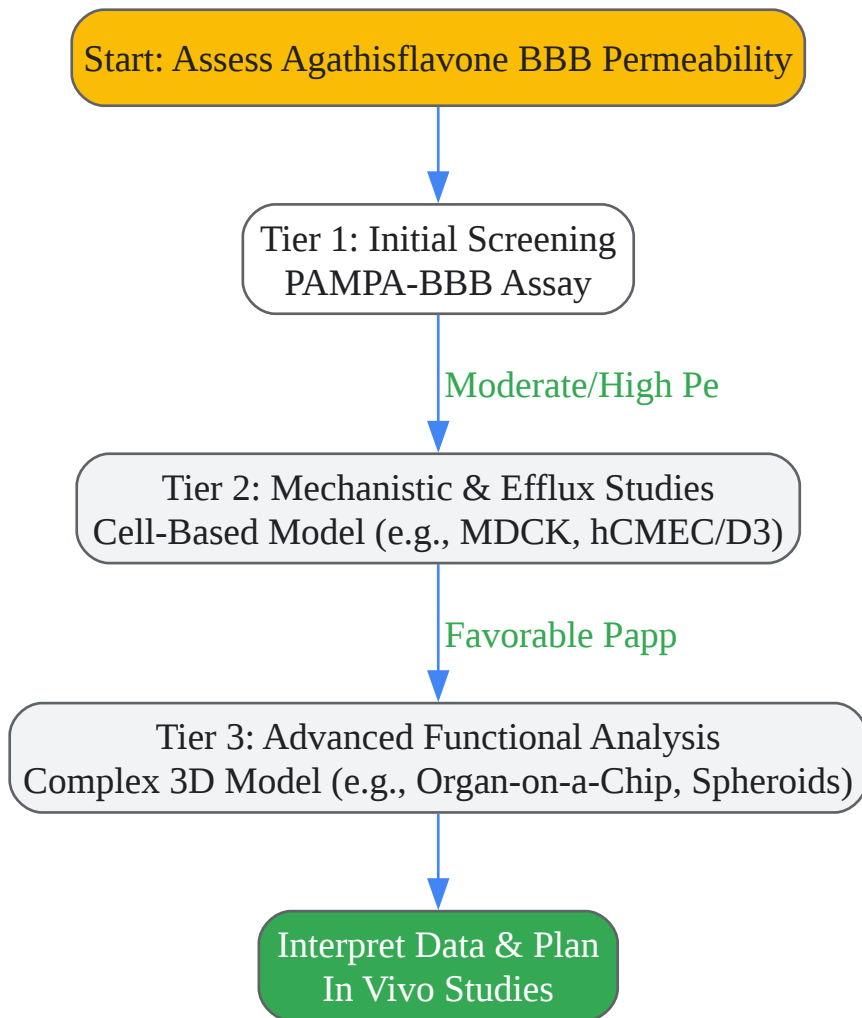 Start: Assess Agathisflavone BBB Permeability
Tier 1: Initial Screening
PAMPA-BBB Assay
Moderate/High Pe
Tier 2: Mechanistic & Efflux Studies
Cell-Based Model (e.g., MDCK, hCMEC/D3)
Favorable Papp
Tier 3: Advanced Functional Analysis
Complex 3D Model (e.g., Organ-on-a-Chip, Spheroids)
Interpret Data & Plan
In Vivo Studies